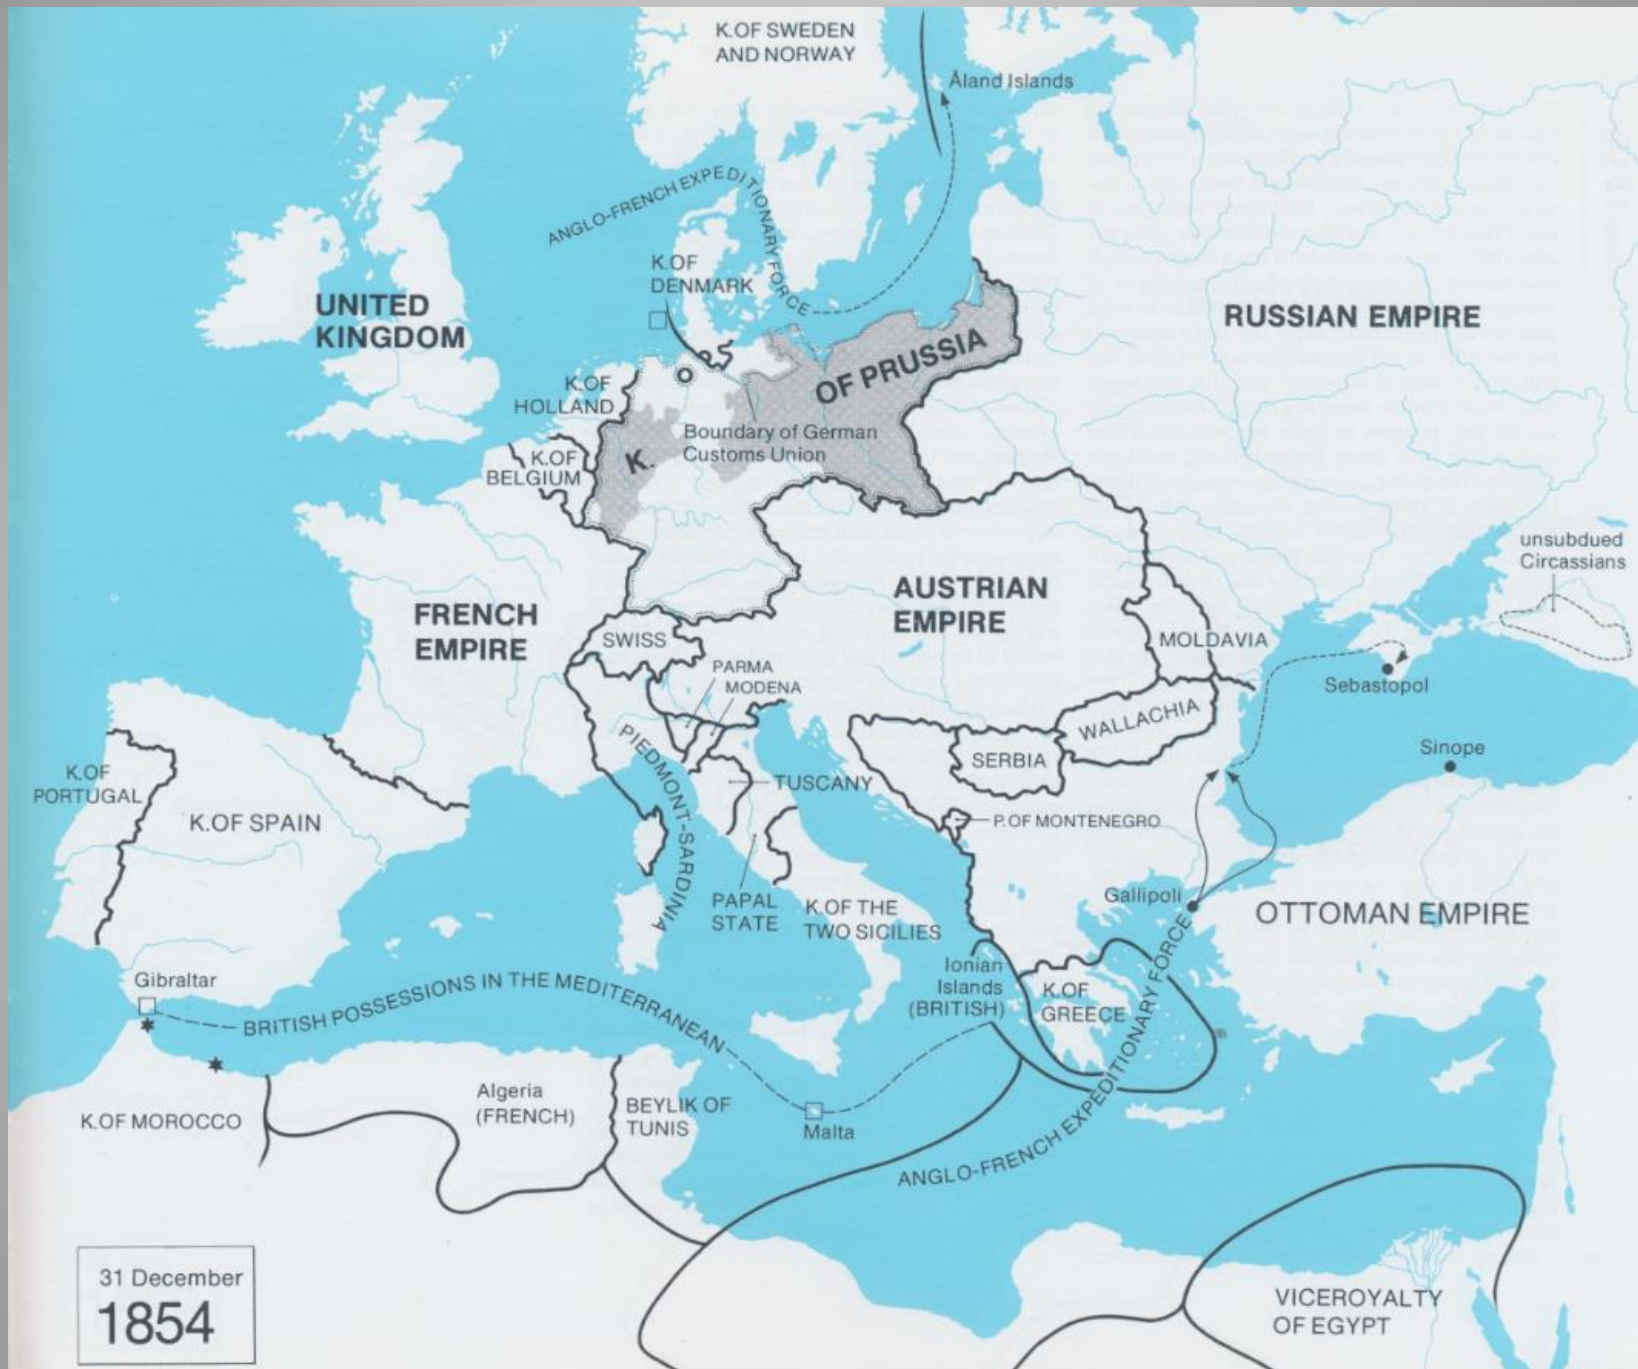 K.OF SWEDEN
AND NORWAY
Åland Islands
ANGLO-FRENCH EXPEDITIONARY FORCE
K.OF
DENMARK
UNITED
KINGDOM
RUSSIAN EMPIRE
K. OF PRUSSIA
K.OF
HOLLAND
Boundary of German
Customs Union
K.OF
BELGIUM
unsubdued
Circassians
FRENCH
EMPIRE
AUSTRIAN
EMPIRE
SWISS
MOLDAVIA
PARMA
MODENA
Sebastopol
WALLACHIA
PIEDMONT-SARDINIA
SERBIA
Sinope
K.OF
PORTUGAL
TUSCANY
K.OF SPAIN
P.OF MONTENEGRO
PAPAL
STATE
K.OF THE
TWO SICILIES
Gallipoli
OTTOMAN EMPIRE
Gibraltar
Ionian
Islands
(BRITISH)
K.OF
GREECE
BRITISH POSSESSIONS IN THE MEDITERRANEAN
ANGLO-FRENCH EXPEDITIONARY FORCE
K.OF MOROCCO
Algeria
(FRENCH)
BEYLIK OF
TUNIS
Malta
31 December
1854
VICEROYALTY
OF EGYPT